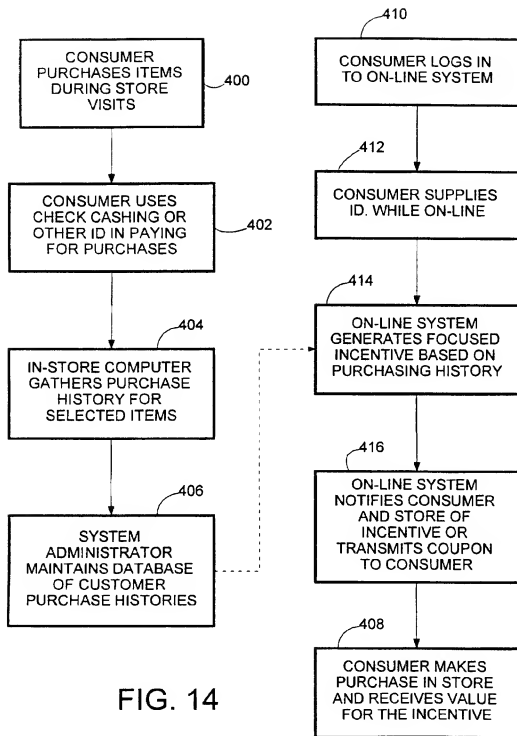 CONSUMER
PURCHASES ITEMS
DURING STORE
VISITS
400
CONSUMER USES
CHECK CASHING OR
OTHER ID IN PAYING
FOR PURCHASES
402
404
IN-STORE COMPUTER
GATHERS PURCHASE
HISTORY FOR
SELECTED ITEMS
406
SYSTEM
ADMINISTRATOR
MAINTAINS DATABASE
OF CUSTOMER
PURCHASE HISTORIES
410
CONSUMER LOGS IN
TO ON-LINE SYSTEM
412
CONSUMER SUPPLIES
ID. WHILE ON-LINE
414
ON-LINE SYSTEM
GENERATES FOCUSED
INCENTIVE BASED ON
PURCHASING HISTORY
416
ON-LINE SYSTEM
NOTIFIES CONSUMER
AND STORE OF
INCENTIVE OR
TRANSMITS COUPON
TO CONSUMER
408
CONSUMER MAKES
PURCHASE IN STORE
AND RECEIVES VALUE
FOR THE INCENTIVE
FIG. 14